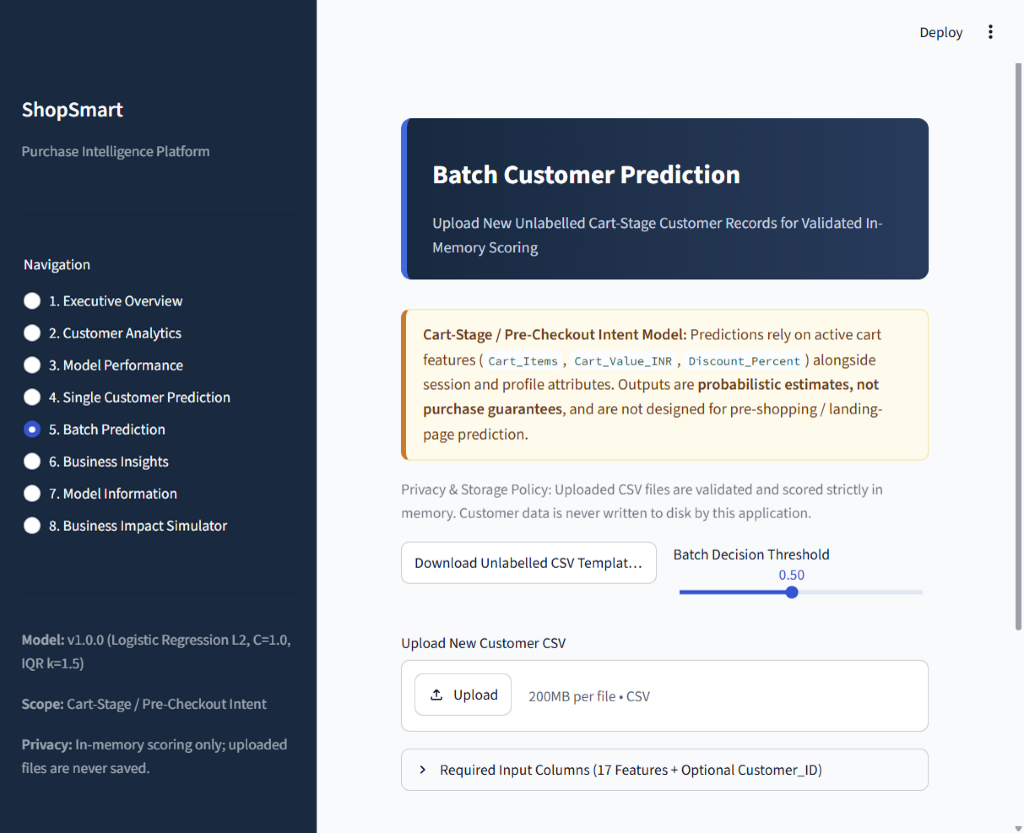 Deploy
ShopSmart
Purchase Intelligence Platform
Navigation
1. Executive Overview
2. Customer Analytics
3. Model Performance
4. Single Customer Prediction
5. Batch Prediction
6. Business Insights
7. Model Information
8. Business Impact Simulator
Model: v1.0.0 (Logistic Regression L2, C=1.0,
IQR k=1.5)
Scope: Cart-Stage / Pre-Checkout Intent
Privacy: In-memory scoring only; uploaded
files are never saved.
Batch Customer Prediction
Upload New Unlabelled Cart-Stage Customer Records for Validated In-
Memory Scoring
Cart-Stage / Pre-Checkout Intent Model: Predictions rely on active cart
features ( Cart_Items , Cart_Value_INR , Discount_Percent ) alongside
session and profile attributes. Outputs are probabilistic estimates, not
purchase guarantees, and are not designed for pre-shopping / landing-
page prediction.
Privacy & Storage Policy: Uploaded CSV files are validated and scored strictly in
memory. Customer data is never written to disk by this application.
Download Unlabelled CSV Templat...
Batch Decision Threshold
0.50
Upload New Customer CSV
Upload
200MB per file • CSV
Required Input Columns (17 Features + Optional Customer_ID)